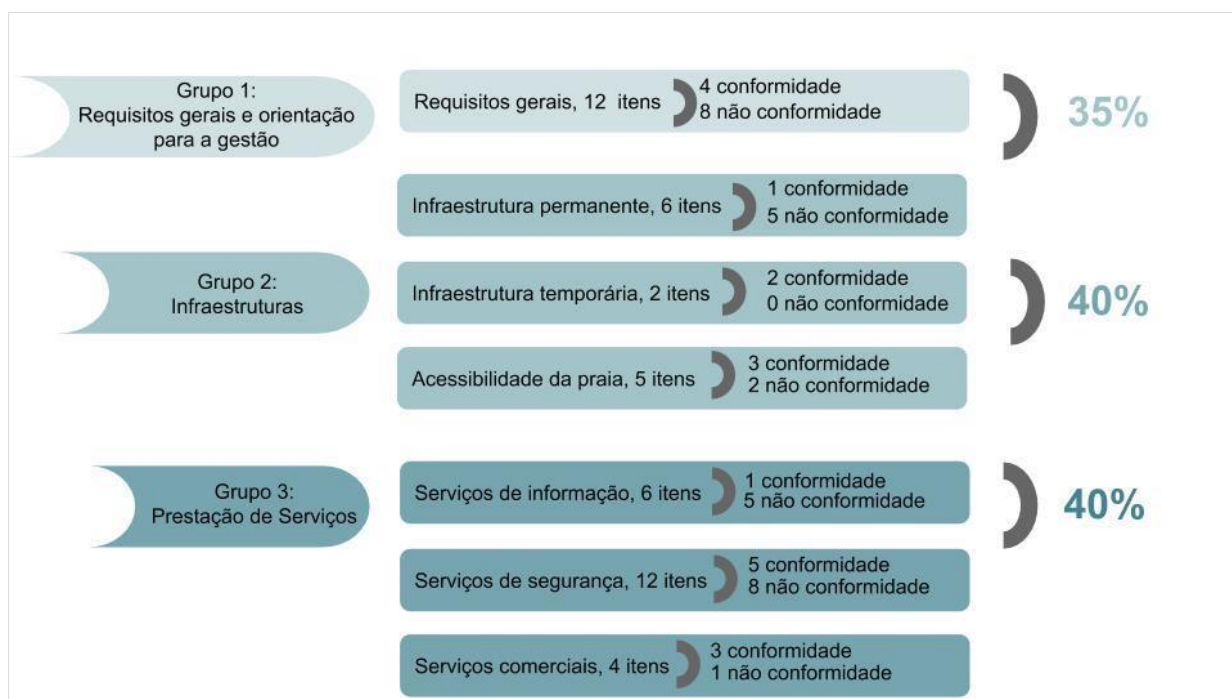 Grupo 1:
Requisitos gerais e orientação
para a gestão
Requisitos gerais, 12 itens
4 conformidade
8 não conformidade
35%
Infraestrutura permanente, 6 itens
1 conformidade
5 não conformidade
Grupo 2:
Infraestruturas
Infraestrutura temporária, 2 itens
2 conformidade
0 não conformidade
40%
Acessibilidade da praia, 5 itens
3 conformidade
2 não conformidade
Grupo 3:
Prestação de Serviços
Serviços de informação, 6 itens
1 conformidade
5 não conformidade
40%
Serviços de segurança, 12 itens
5 conformidade
8 não conformidade
Serviços comerciais, 4 itens
3 conformidade
1 não conformidade